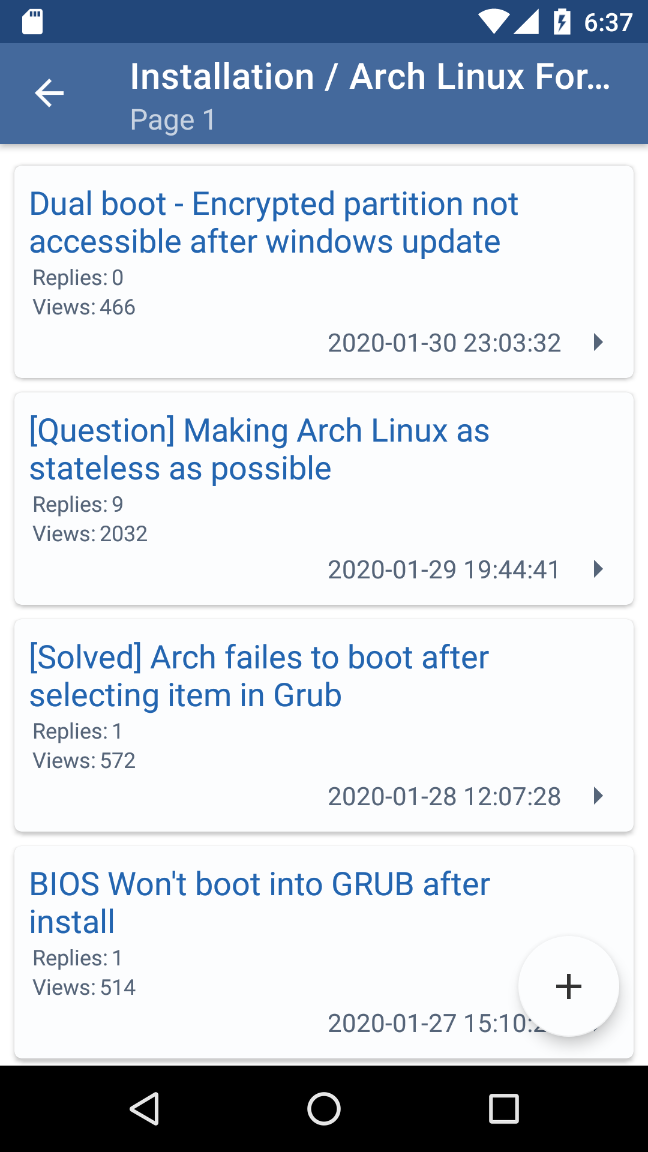 6:37
Installation / Arch Linux For...
Page 1
Dual boot - Encrypted partition not
accessible after windows update
Replies: 0
Views: 466
2020-01-30 23:03:32
[Question] Making Arch Linux as
stateless as possible
Replies: 9
Views: 2032
2020-01-29 19:44:41
[Solved] Arch failes to boot after
selecting item in Grub
Replies: 1
Views: 572
2020-01-28 12:07:28
BIOS Won't boot into GRUB after
install
Replies: 1
Views: 514
2020-01-27 15:10: